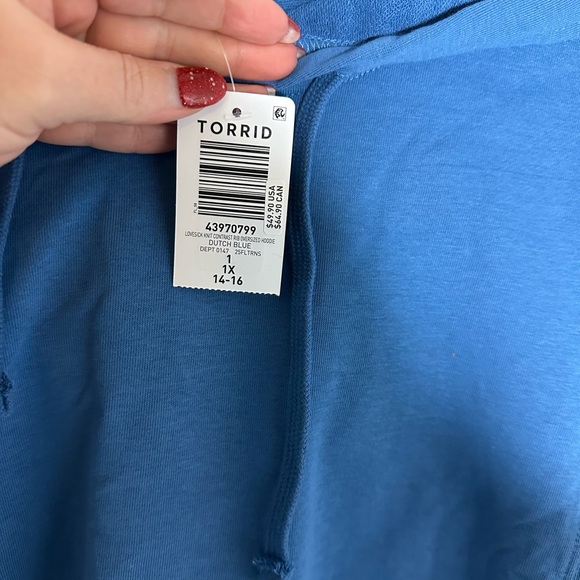 TORRID
$49.90 USA
$64.90 CAN
43970799
LOVESICK KNIT CONTRAST RIB OVERSIZED HOODIE
DUTCH BLUE
DEPT 0147 25FLTRNS
1
1X
14-16